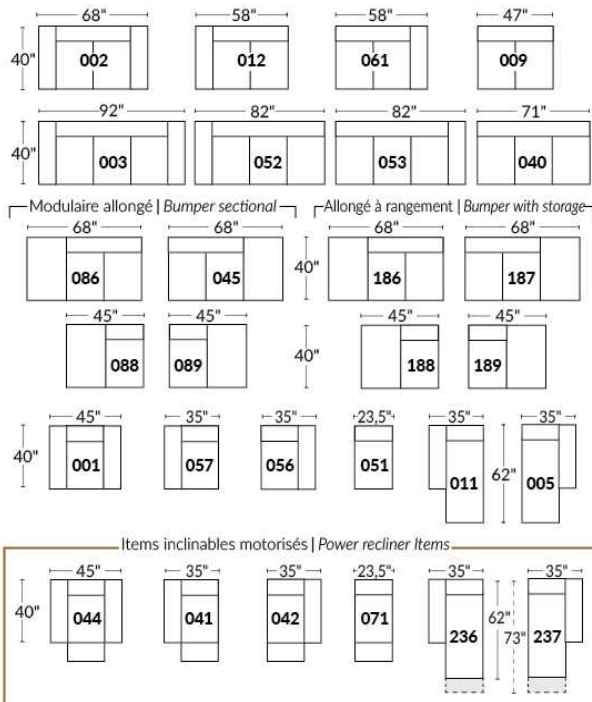 68" 58" 58" 47"
40" 002 012 061 009
92" 82" 82" 71"
40" 003 052 053 040
Modulaire allongé | Bumper sectional Allongé à rangement | Bumper with storage
68" 68" 68" 68"
086 045 40" 186 187
45" 45" 45" 45"
088 089 40" 188 189
45" 35" 35" 23,5" 35" 35"
40" 001 057 056 051 011 62" 005
Items inclinables motorisés | Power recliner Items
45" 35" 35" 23,5" 35" 35"
40" 044 041 042 071 236 62" 73" 237